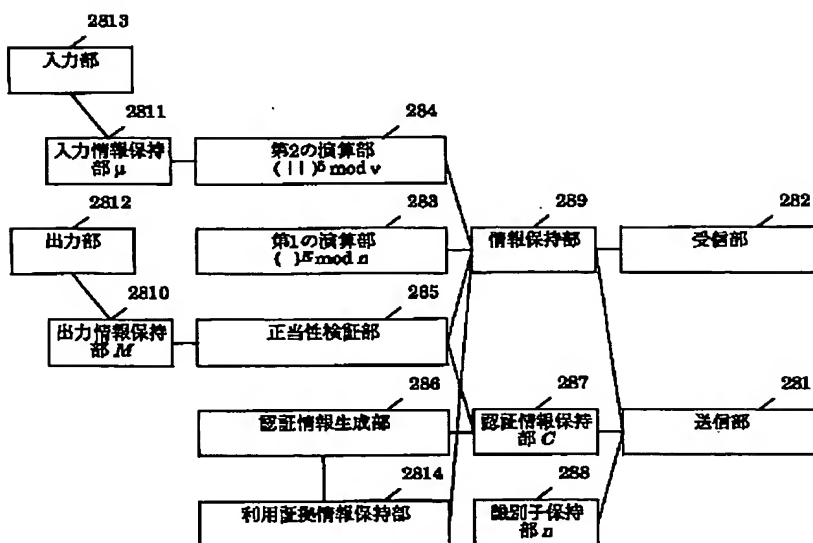 2813
入力部
2811
284
入力情報保持
部 μ
第2の演算部
( | | )δ mod ν
2812
283
289
282
出力部
第1の演算部
( )E mod n
情報保持部
受信部
2810
285
出力情報保持
部 M
正当性検証部
286
287
281
認証情報生成部
認証情報保持
部 C
送信部
2814
288
利用証拠情報保持部
識別子保持
部 n